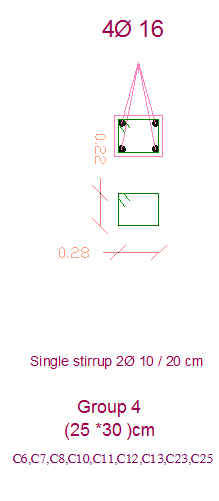 4Ø 16
0.22
0.28
Single stirrup 2Ø 10 / 20 cm
Group 4
(25 *30 )cm
C6,C7,C8,C10,C11,C12,C13,C23,C25